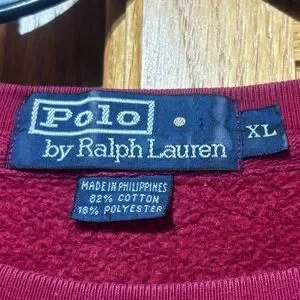 Polo
by Ralph Lauren
XL
MADE IN PHILIPPINES
82% COTTON
18% POLYESTER